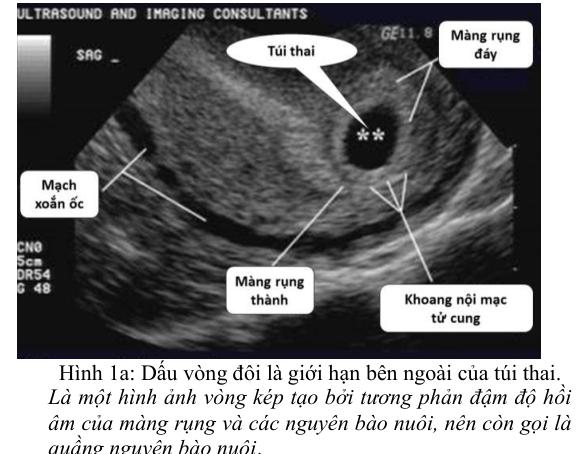 ULTRASOUND AND IMAGING CONSULTANTS
GE11.8
SAG _
Túi thai
Màng rụng
đáy
**
Mạch
xoắn ốc
CN0
5cm
DR54
G 48
Màng rụng
thành
Khoang nội mạc
tử cung
Hình 1a: Dấu vòng đôi là giới hạn bên ngoài của túi thai.
Là một hình ảnh vòng kép tạo bởi tương phản đậm độ hồi
âm của màng rụng và các nguyên bào nuôi, nên còn gọi là
quầng nguyên bào nuôi.